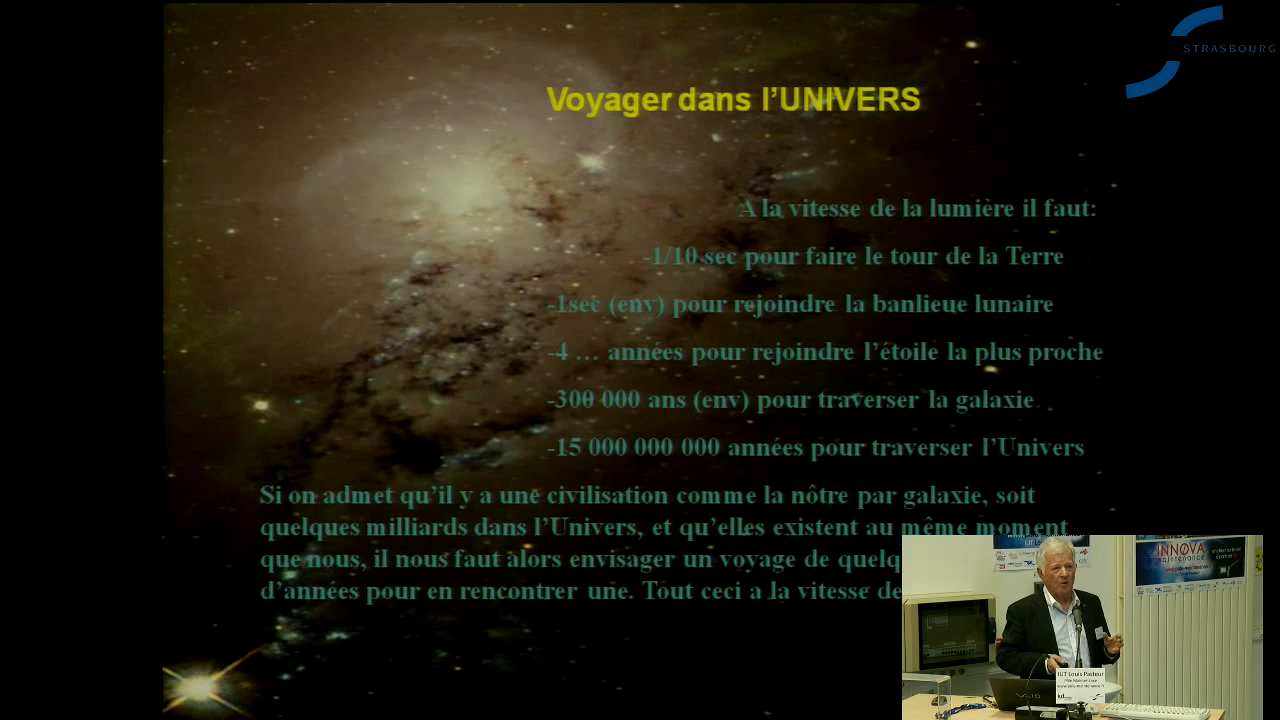 STRASBOURG
Voyager dans l'UNIVERS
A la vitesse de la lumière il faut:
-1/10 sec pour faire le tour de la Terre
-1sec (env) pour rejoindre la banlieue lunaire
-4 … années pour rejoindre l'étoile la plus proche
-300 000 ans (env) pour traverser la galaxie
-15 000 000 000 années pour traverser l'Univers
Si on admet qu'il y a une civilisation comme la nôtre par galaxie, soit
quelques milliards dans l'Univers, et qu'elles existent au même moment
que nous, il nous faut alors envisager un voyage de quelq
d'années pour en rencontrer une. Tout ceci a la vitesse de
INNOVA
maintenance
IUT Louis Pasteur
Pôle Maintenance
VAIO
iut